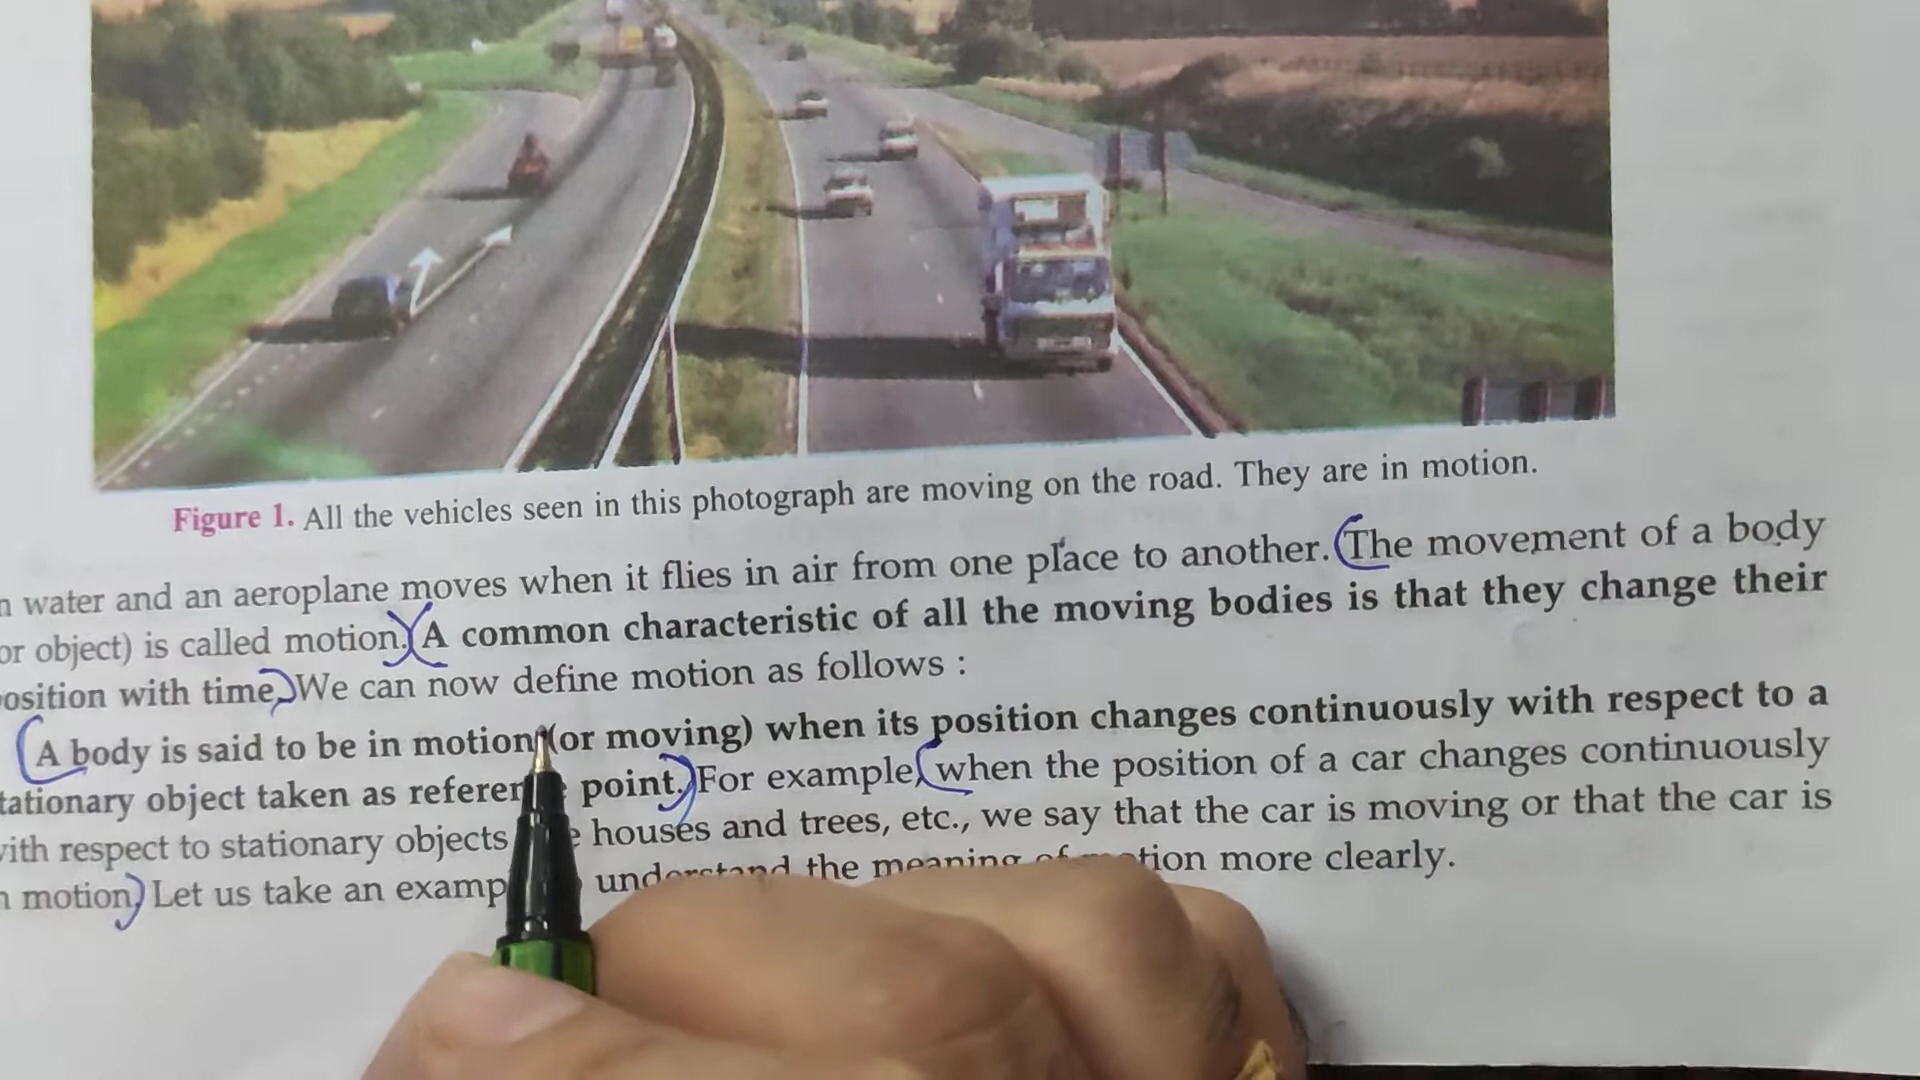 Figure 1. All the vehicles seen in this photograph are moving on the road. They are in motion.
water and an aeroplane moves when it flies in air from one place to another. The movement of a body
or object) is called motion. A common characteristic of all the moving bodies is that they change their
osition with time. We can now define motion as follows :
A body is said to be in motion (or moving) when its position changes continuously with respect to a
tationary object taken as referen point. For example, when the position of a car changes continuously
ith respect to stationary objects houses and trees, etc., we say that the car is moving or that the car is
motion. Let us take an examp understand the meaning of motion more clearly.